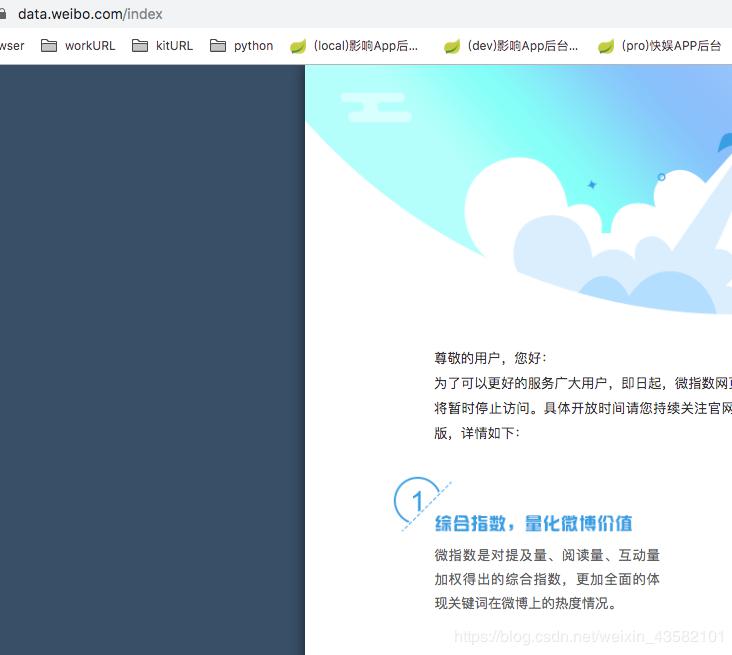 data.weibo.com/index
wser workURL kitURL python (local)影响App后... (dev)影响App后台... (pro)快娱APP后台
尊敬的用户，您好：
为了可以更好的服务广大用户，即日起，微指数网页
将暂时停止访问。具体开放时间请您持续关注官网
版，详情如下：
1
综合指数，量化微博价值
微指数是对提及量、阅读量、互动量
加权得出的综合指数，更加全面的体
现关键词在微博上的热度情况。
https://blog.csdn.net/weixin_43582101